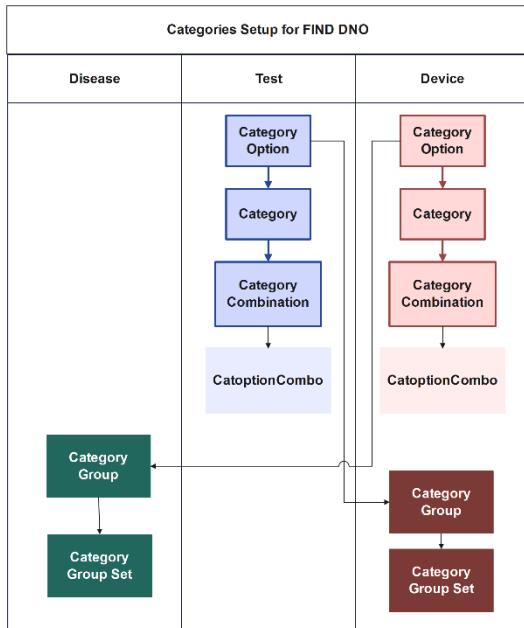 Categories Setup for FIND DNO
Disease
Test
Device
Category
Option
Category
Option
Category
Category
Category
Combination
Category
Combination
CatoptionCombo
CatoptionCombo
Category
Group
Category
Group
Category
Group Set
Category
Group Set